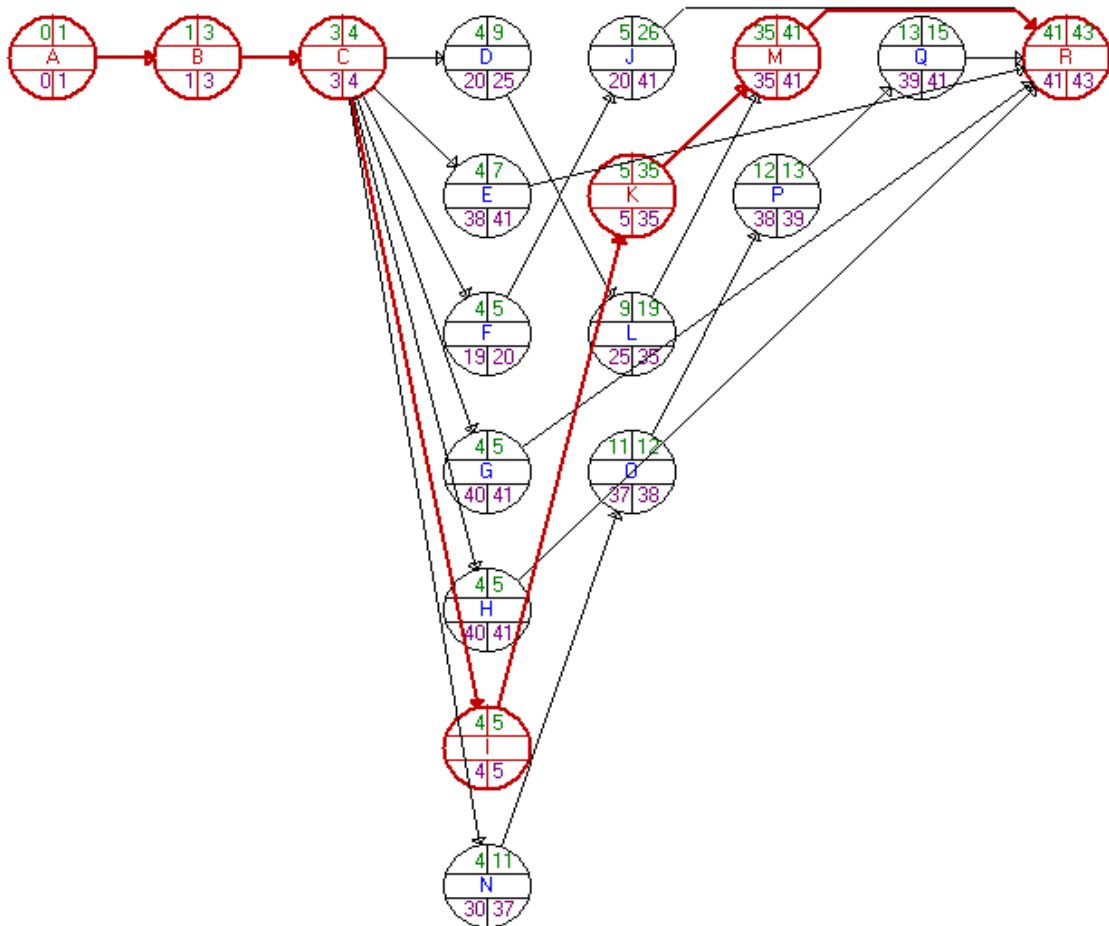 0 1
A
0 1
1 3
B
1 3
3 4
C
3 4
4 9
D
20 25
5 26
J
20 41
35 41
M
35 41
13 15
Q
39 41
41 43
R
41 43
4 7
E
38 41
5 35
K
5 35
12 13
P
38 39
4 5
F
19 20
9 19
L
25 35
4 5
G
40 41
11 12
O
37 38
4 5
H
40 41
4 5
I
4 5
4 11
N
30 37